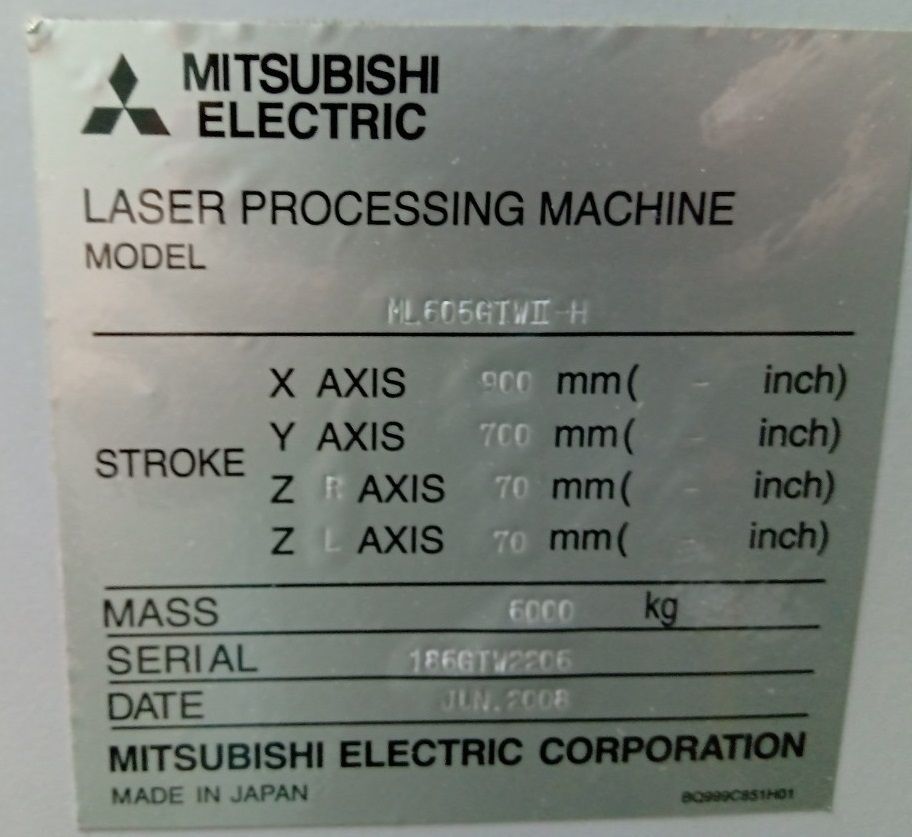 MITSUBISHI
ELECTRIC
LASER PROCESSING MACHINE
MODEL
ML605GTWII-H
X AXIS 900 mm( - inch)
Y AXIS 700 mm( - inch)
STROKE
Z R AXIS 70 mm( - inch)
Z L AXIS 70 mm( - inch)
MASS 6000 kg
SERIAL 186GTW2206
DATE JUN.2008
MITSUBISHI ELECTRIC CORPORATION
MADE IN JAPAN BQ999C851H01